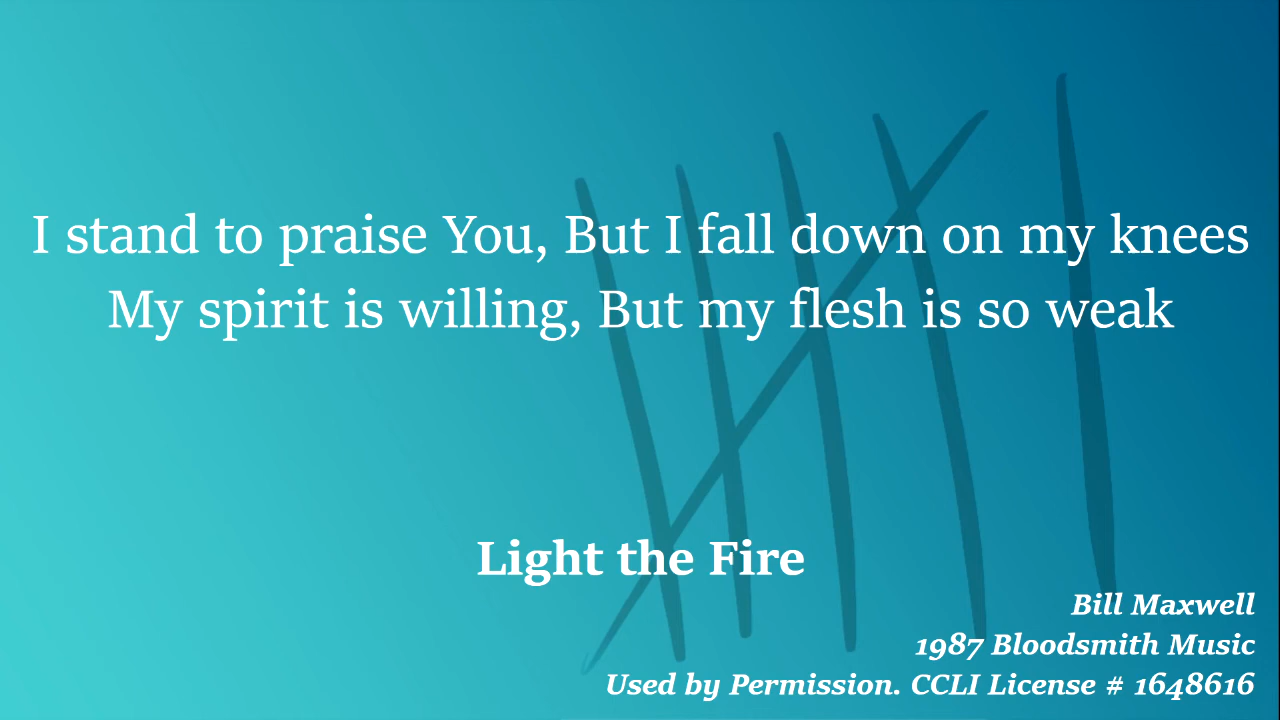 I stand to praise You, But I fall down on my knees
My spirit is willing, But my flesh is so weak
Light the Fire
Bill Maxwell
1987 Bloodsmith Music
Used by Permission. CCLI License # 1648616